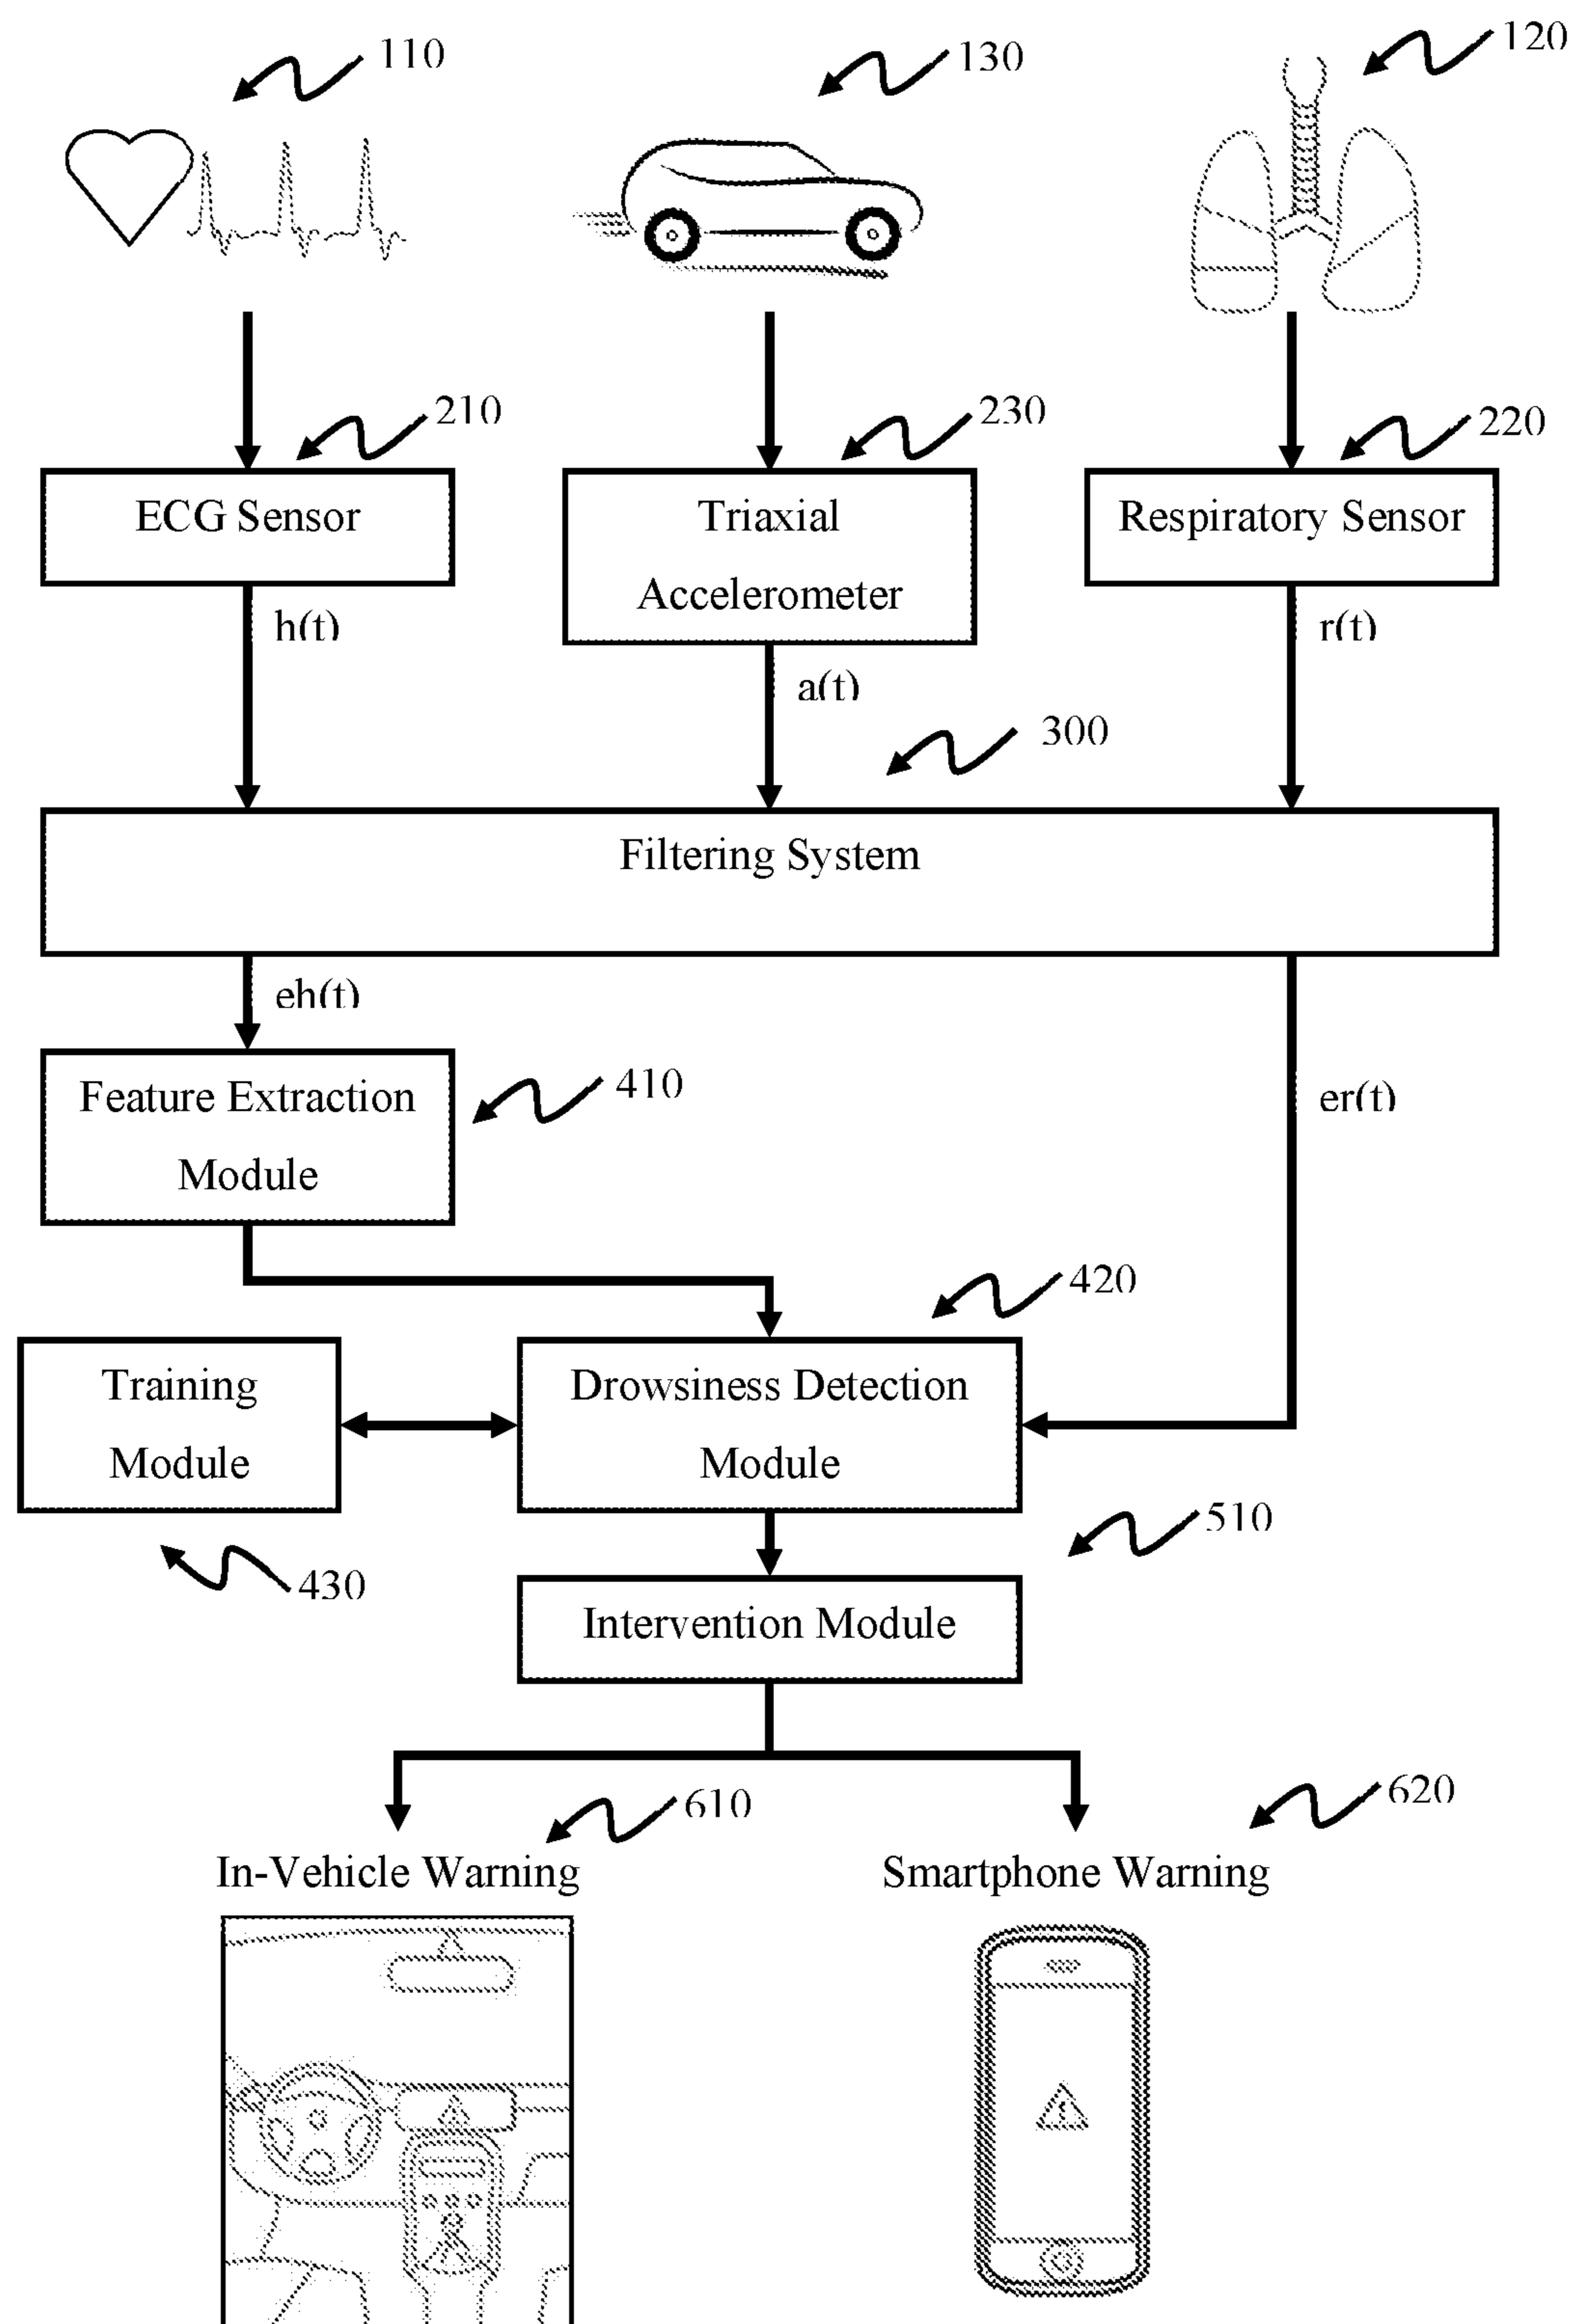 110
130
120
210
230
220
ECG Sensor
Triaxial
Accelerometer
Respiratory Sensor
h(t)
a(t)
r(t)
300
Filtering System
eh(t)
Feature Extraction
Module
410
er(t)
420
Training
Module
Drowsiness Detection
Module
430
510
Intervention Module
610
620
In-Vehicle Warning
Smartphone Warning